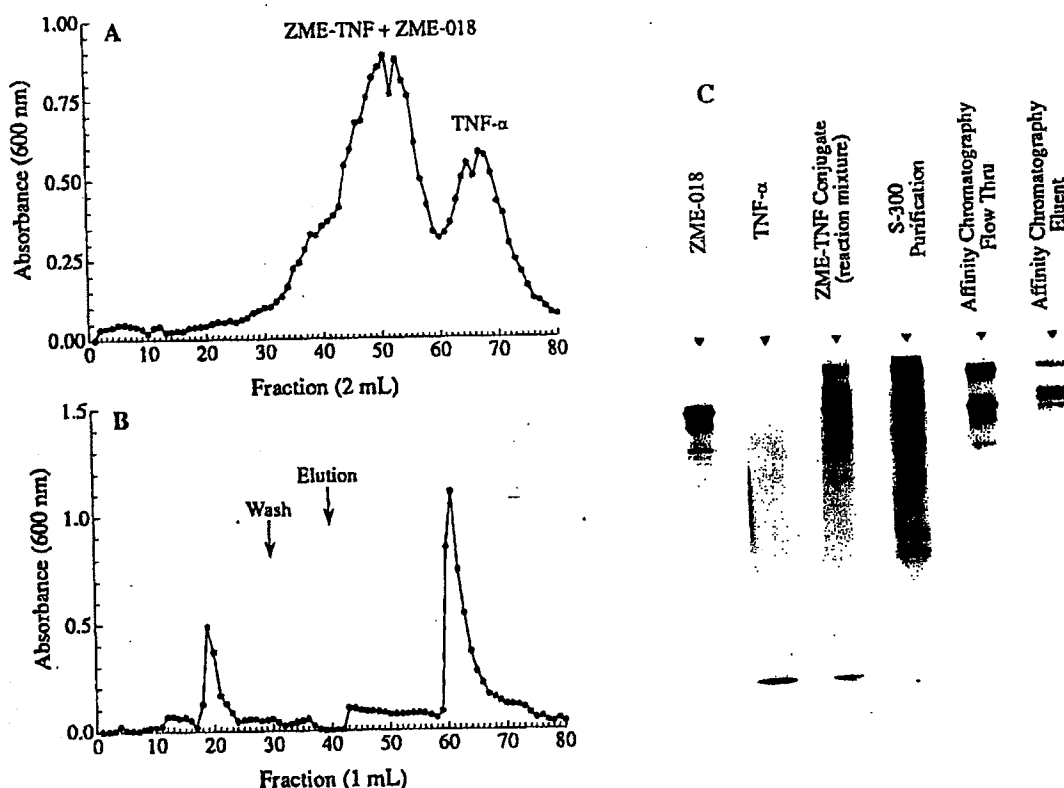 A
ZME-TNF + ZME-018
TNF-α
1.00
0.75
0.50
0.25
0.00
Absorbance (600 nm)
0 10 20 30 40 50 60 70 80
Fraction (2 mL)
B
Wash
Elution
1.5
1.0
0.5
0.0
Absorbance (600 nm)
0 10 20 30 40 50 60 70 80
Fraction (1 mL)
C
ZME-018
TNF-α
ZME-TNF Conjugate
(reaction mixture)
S-300
Purification
Affinity Chromatography
Flow Thru
Affinity Chromatography
Eluent